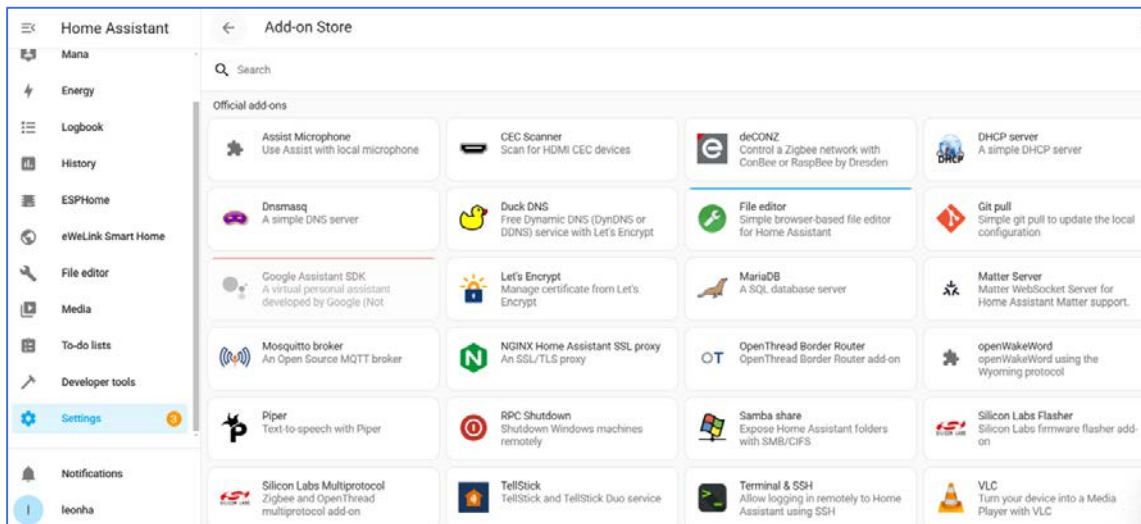 Home Assistant
Mana
Energy
Logbook
History
ESPHome
eWeLink Smart Home
File editor
Media
To-do lists
Developer tools
Settings
3
Notifications
l
leonha
Add-on Store
Search
Official add-ons
Assist Microphone
Use Assist with local microphone
CEC Scanner
Scan for HDMI CEC devices
deCONZ
Control a Zigbee network with
ConBee or RaspBee by Dresden
DHCP
DHCP server
A simple DHCP server
Dnsmasq
A simple DNS server
Duck DNS
Free Dynamic DNS (DynDNS or
DDNS) service with Let's Encrypt
File editor
Simple browser-based file editor
for Home Assistant
Git pull
Simple git pull to update the local
configuration
Google Assistant SDK
A virtual personal assistant
developed by Google (Not
Let's Encrypt
Manage certificate from Let's
Encrypt
MariaDB
A SQL database server
Matter Server
Matter WebSocket Server for
Home Assistant Matter support.
Mosquitto broker
An Open Source MQTT broker
N
NGINX Home Assistant SSL proxy
An SSL/TLS proxy
OT
OpenThread Border Router
OpenThread Border Router add-on
openWakeWord
openWakeWord using the
Wyoming protocol
Piper
Text-to-speech with Piper
RPC Shutdown
Shutdown Windows machines
remotely
Samba share
Expose Home Assistant folders
with SMB/CIFS
SILICON LABS
Silicon Labs Flasher
Silicon Labs firmware flasher add-
on
SILICON LABS
Silicon Labs Multiprotocol
Zigbee and OpenThread
multiprotocol add-on
TellStick
TellStick and TellStick Duo service
Terminal & SSH
Allow logging in remotely to Home
Assistant using SSH
VLC
Turn your device into a Media
Player with VLC